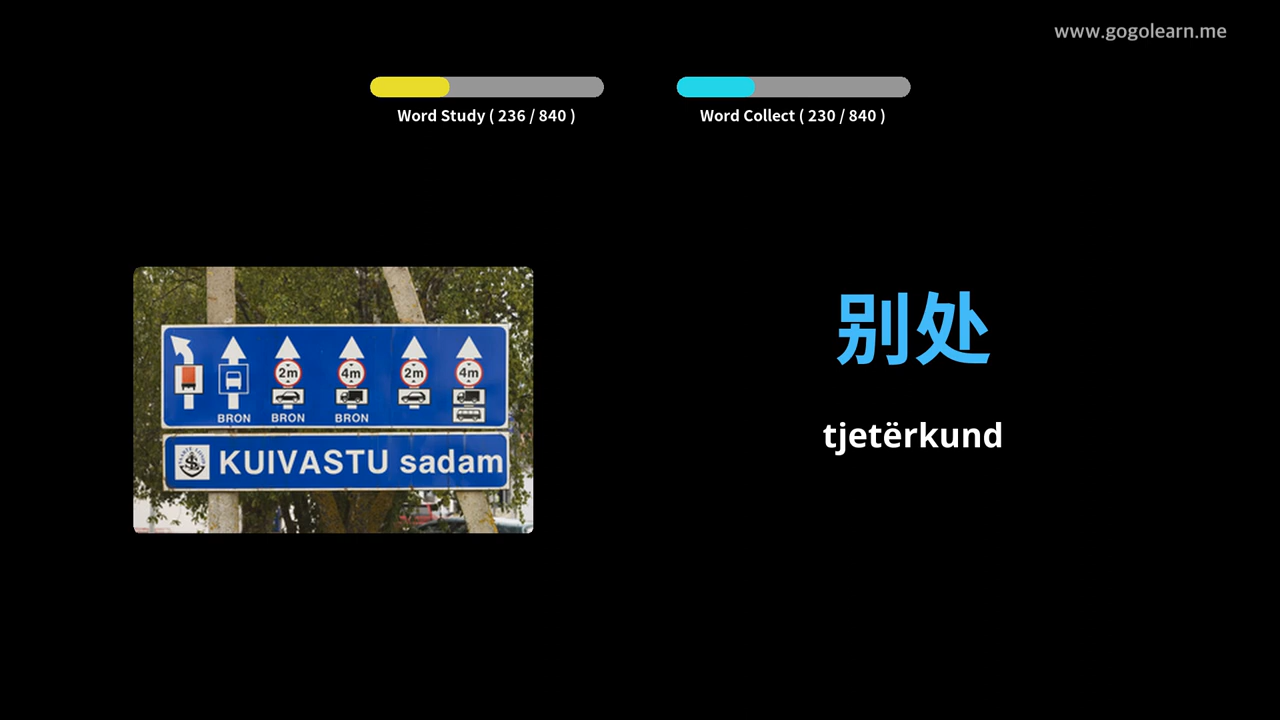 www.gogolearn.me
Word Study ( 236 / 840 )
Word Collect ( 230 / 840 )
2m 4m 2m 4m
BRON BRON BRON
KUIVASTU sadam
别处
tjetërkund